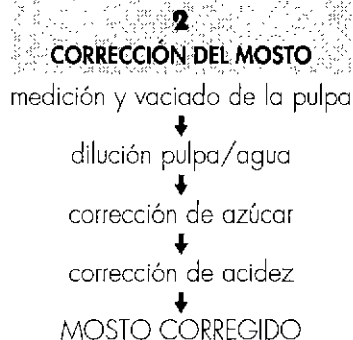 2
CORRECCIÓN DEL MOSTO
medición y vaciado de la pulpa
dilución pulpa/agua
corrección de azúcar
corrección de acidez
MOSTO CORREGIDO